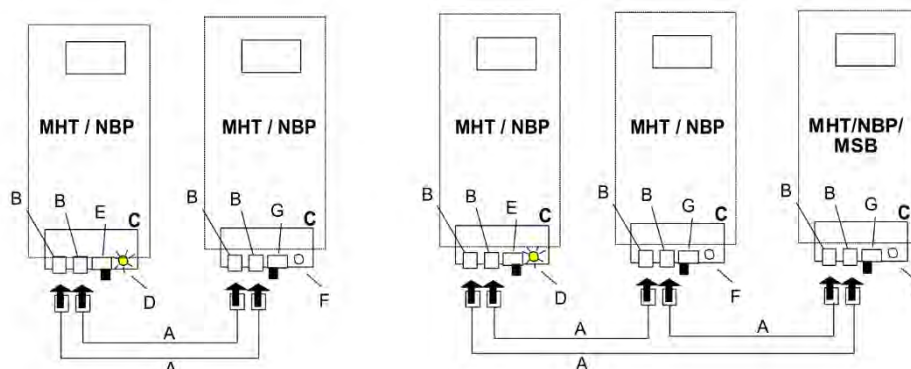 MHT / NBP
MHT / NBP
B B E C
B B G C
D
F
A
A
MHT / NBP
MHT / NBP
MHT/NBP/
MSB
B B E C
B B G C
B B G C
D
F
A
A
A